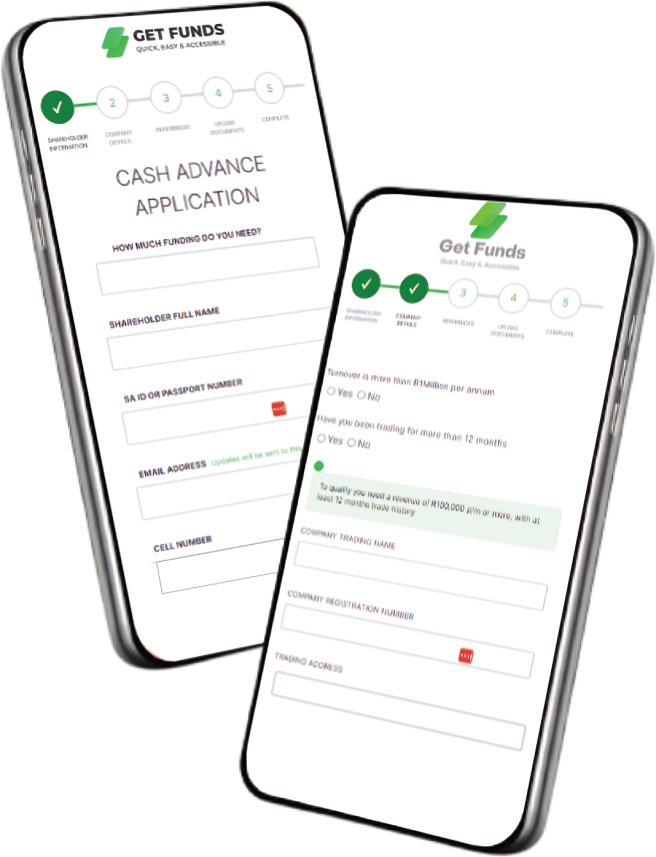 GET FUNDS
QUICK, EASY & ACCESSIBLE
✓
2
3
4
5
SHAREHOLDER
INFORMATION
COMPANY
DETAILS
REFERENCES
UPLOAD
DOCUMENTS
COMPLETE
CASH ADVANCE
APPLICATION
HOW MUCH FUNDING DO YOU NEED?
SHAREHOLDER FULL NAME
SA ID OR PASSPORT NUMBER
EMAIL ADDRESS Updates will be sent to this
CELL NUMBER
Get Funds
Quick, Easy & Accessible
✓
✓
3
4
5
SHAREHOLDER
INFORMATION
COMPANY
DETAILS
REFERENCES
UPLOAD
DOCUMENTS
COMPLETE
Turnover is more than R1Million per annum
Yes No
Have you been trading for more than 12 months
Yes No
To qualify you need a revenue of R100,000 p/m or more, with at
least 12 months trade history
COMPANY TRADING NAME
COMPANY REGISTRATION NUMBER
TRADING ADDRESS